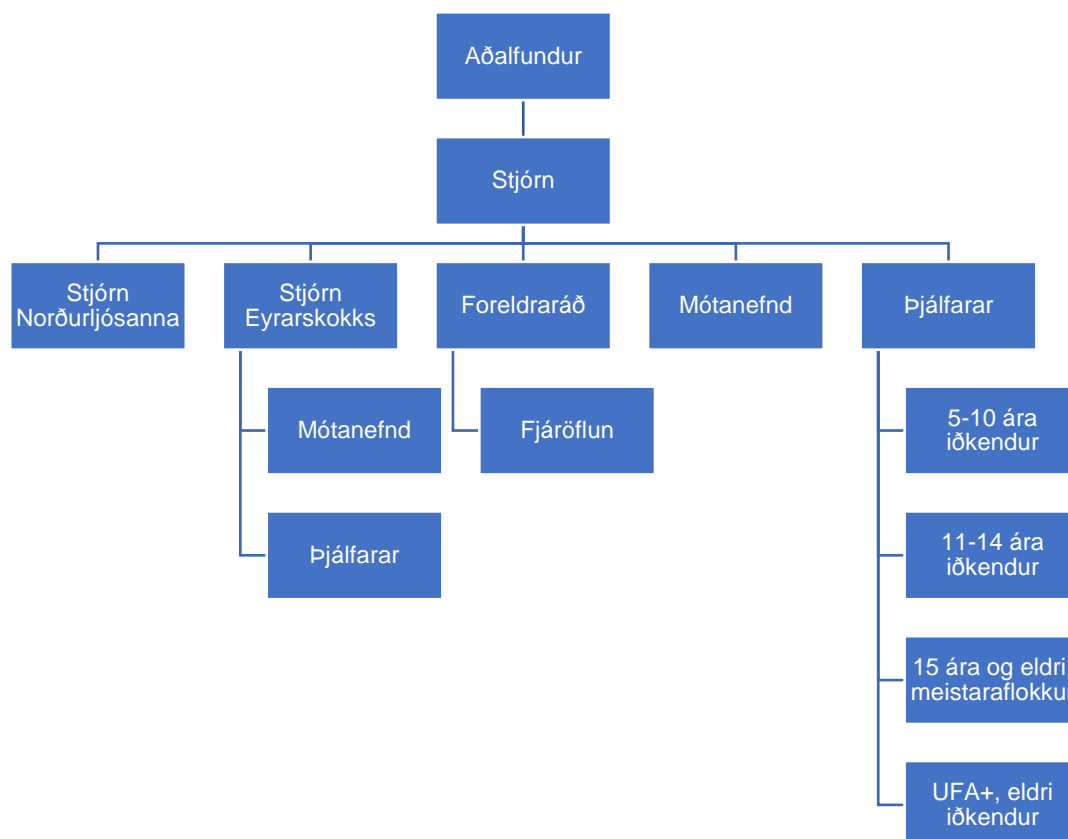 Aðalfundur
Stjórn
Stjórn
Norðurljósanna
Stjórn
Eyrarskokks
Foreldraráð
Mótanefnd
Þjálfarar
Mótanefnd
Þjálfarar
Fjáröflun
5-10 ára
iðkendur
11-14 ára
iðkendur
15 ára og eldri
meistaraflokkur
UFA+, eldri
iðkendur